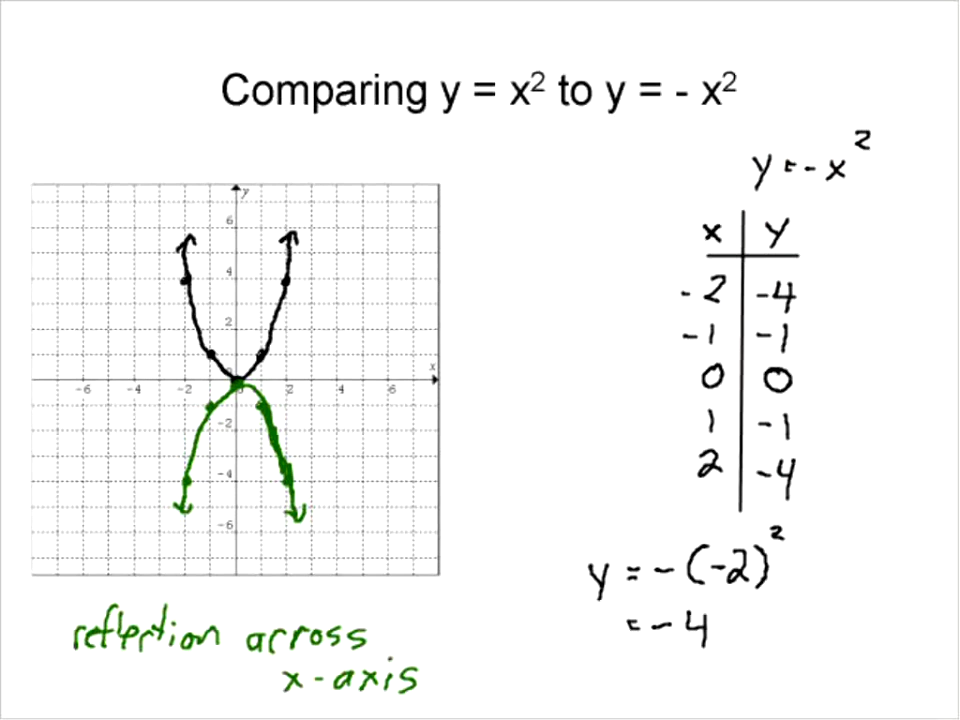 Comparing y = x² to y = - x²
y = -x²
x y
-2 -4
-1 -1
0 0
1 -1
2 -4
y = -(-2)²
= -4
y
6
4
2
x
-6 -4 -2 2 4 6
-2
-4
-6
reflection across
x-axis